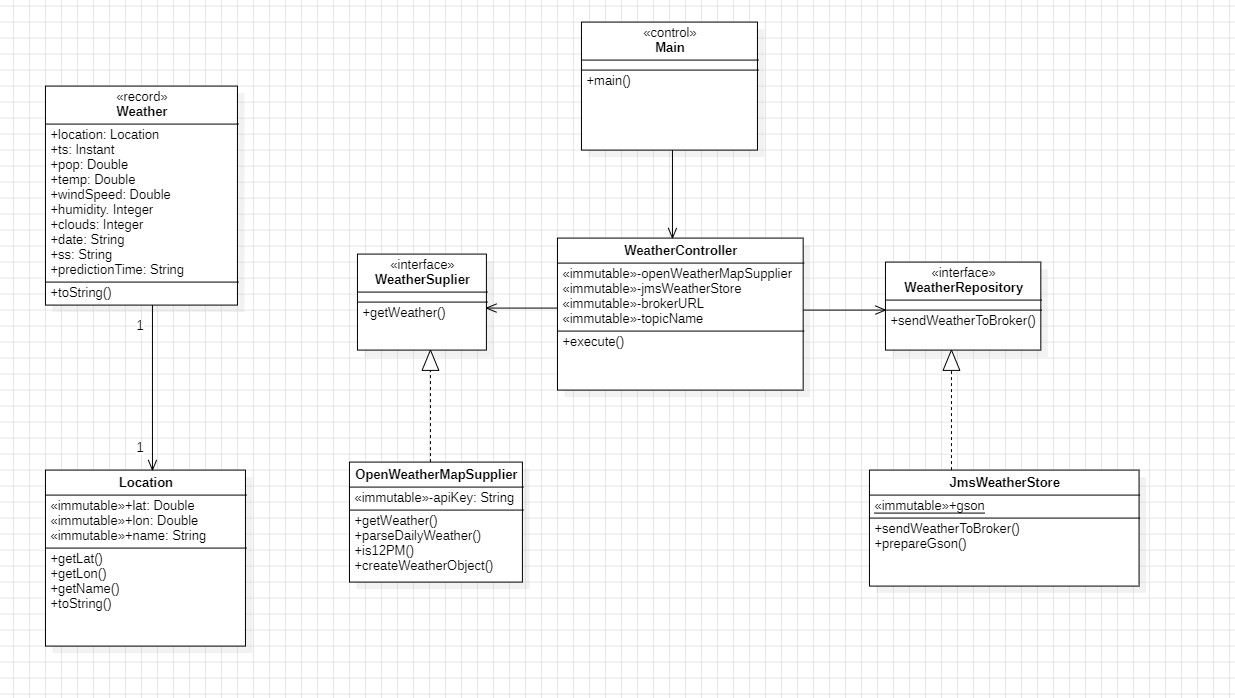 «control»
Main
+main()
«record»
Weather
+location: Location
+ts: Instant
+pop: Double
+temp: Double
+windSpeed: Double
+humidity. Integer
+clouds: Integer
+date: String
+ss: String
+predictionTime: String
+toString()
1
1
Location
«immutable»+lat: Double
«immutable»+lon: Double
«immutable»+name: String
+getLat()
+getLon()
+getName()
+toString()
«interface»
WeatherSuplier
+getWeather()
OpenWeatherMapSupplier
«immutable»-apiKey: String
+getWeather()
+parseDailyWeather()
+is12PM()
+createWeatherObject()
WeatherController
«immutable»-openWeatherMapSupplier
«immutable»-jmsWeatherStore
«immutable»-brokerURL
«immutable»-topicName
+execute()
«interface»
WeatherRepository
+sendWeatherToBroker()
JmsWeatherStore
«immutable»+gson
+sendWeatherToBroker()
+prepareGson()